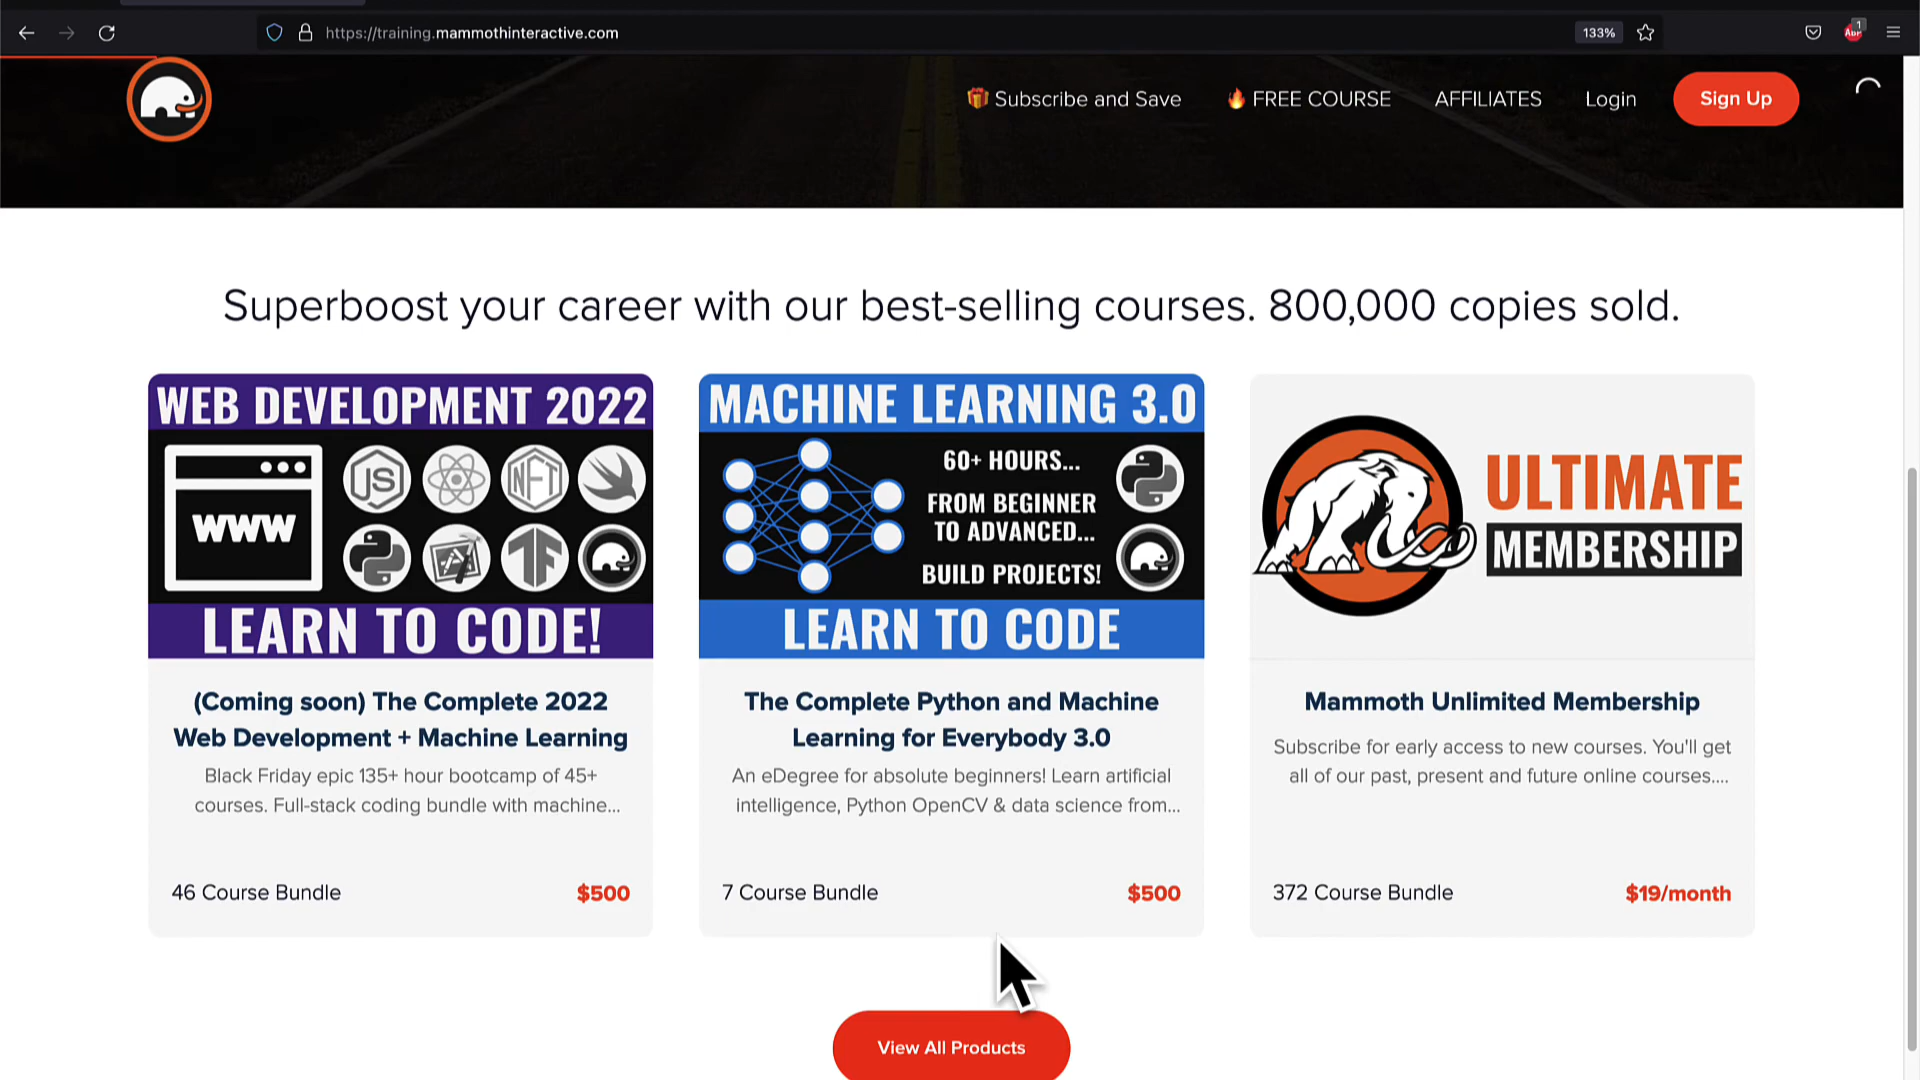 https://training.mammothinteractive.com
133%
1
ABP
🎁 Subscribe and Save
🔥 FREE COURSE
AFFILIATES
Login
Sign Up
Superboost your career with our best-selling courses. 800,000 copies sold.
WEB DEVELOPMENT 2022
WWW
JS
NFT
TF
LEARN TO CODE!
(Coming soon) The Complete 2022
Web Development + Machine Learning
Black Friday epic 135+ hour bootcamp of 45+
courses. Full-stack coding bundle with machine...
46 Course Bundle
$500
MACHINE LEARNING 3.0
60+ HOURS...
FROM BEGINNER
TO ADVANCED...
BUILD PROJECTS!
LEARN TO CODE
The Complete Python and Machine
Learning for Everybody 3.0
An eDegree for absolute beginners! Learn artificial
intelligence, Python OpenCV & data science from...
7 Course Bundle
$500
ULTIMATE
MEMBERSHIP
Mammoth Unlimited Membership
Subscribe for early access to new courses. You'll get
all of our past, present and future online courses....
372 Course Bundle
$19/month
View All Products